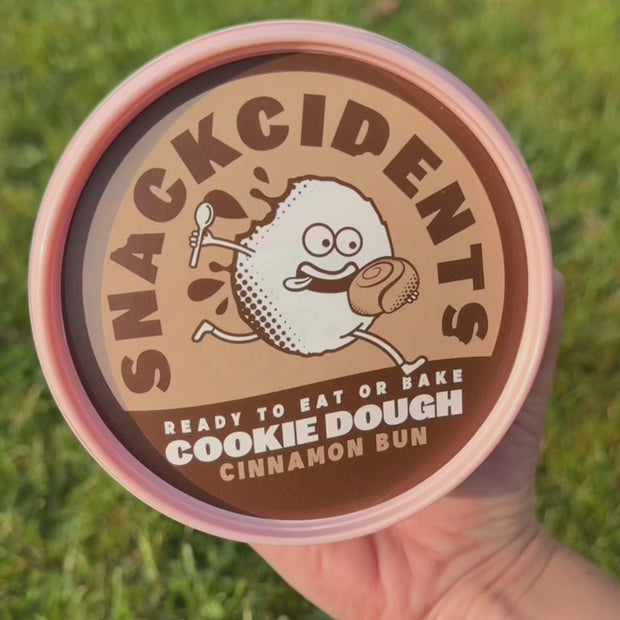 SNACKCIDENTS
READY TO EAT OR BAKE
COOKIE DOUGH
CINNAMON BUN